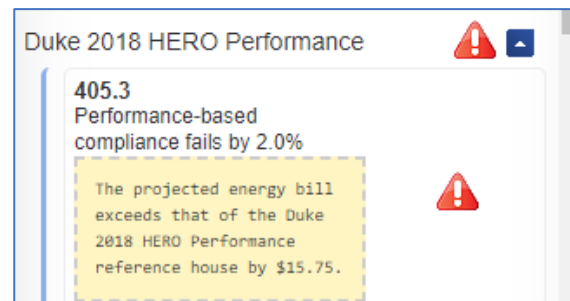 Duke 2018 HERO Performance
405.3
Performance-based
compliance fails by 2.0%
The projected energy bill
exceeds that of the Duke
2018 HERO Performance
reference house by $15.75.